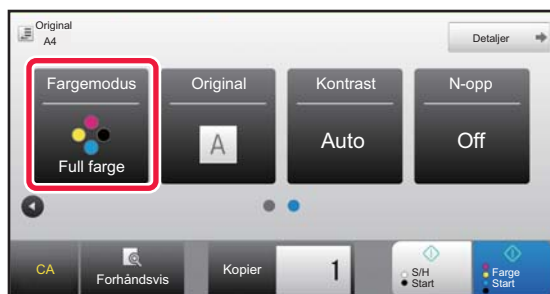 Original
A4
Detaljer
Fargemodus
Full farge
Original
A
Kontrast
Auto
N-opp
Off
CA
Forhåndsvis
Kopier
1
S/H
Start
Farge
Start